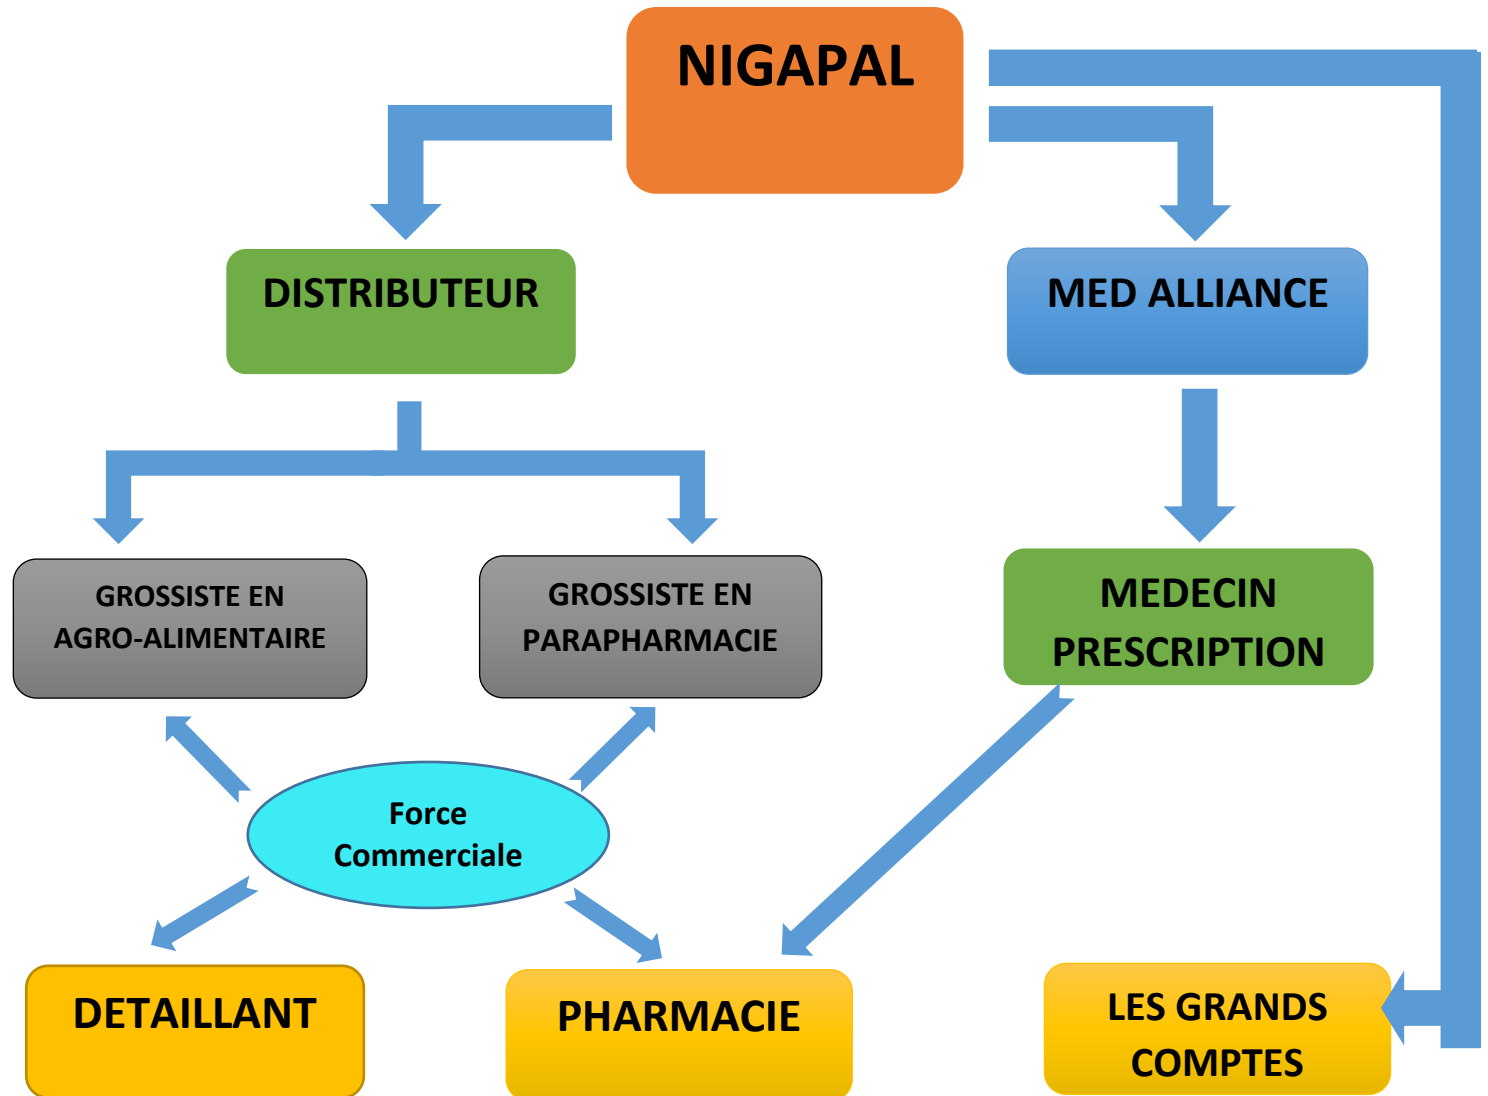 NIGAPAL
DISTRIBUTEUR
MED ALLIANCE
GROSSISTE EN
AGRO-ALIMENTAIRE
GROSSISTE EN
PARAPHARMACIE
MEDECIN
PRESCRIPTION
Force
Commerciale
DETAILLANT
PHARMACIE
LES GRANDS
COMPTES